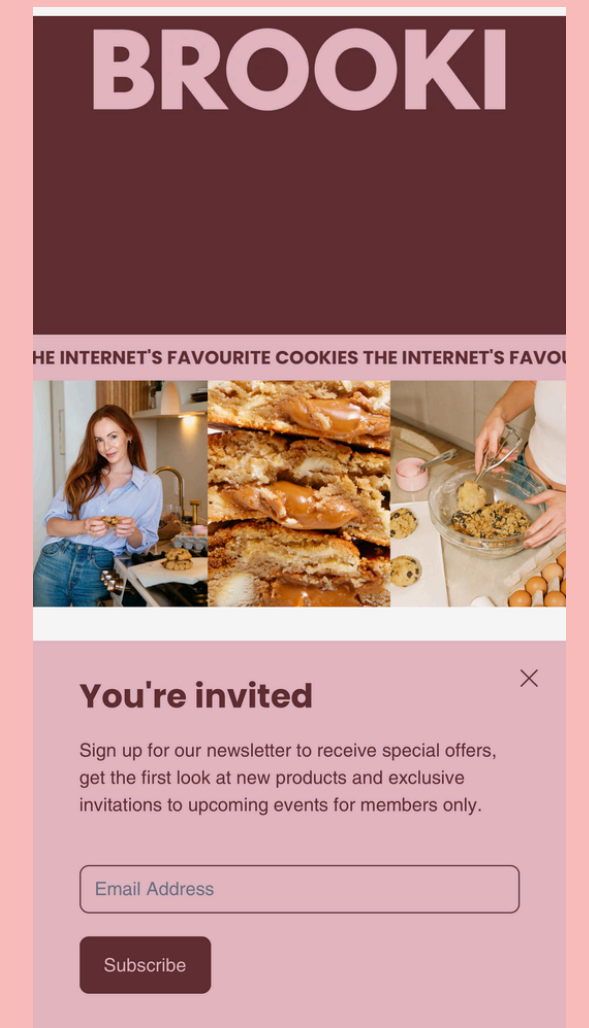 BROOKI
HE INTERNET'S FAVOURITE COOKIES THE INTERNET'S FAVOU
You're invited
Sign up for our newsletter to receive special offers,
get the first look at new products and exclusive
invitations to upcoming events for members only.
Email Address
Subscribe